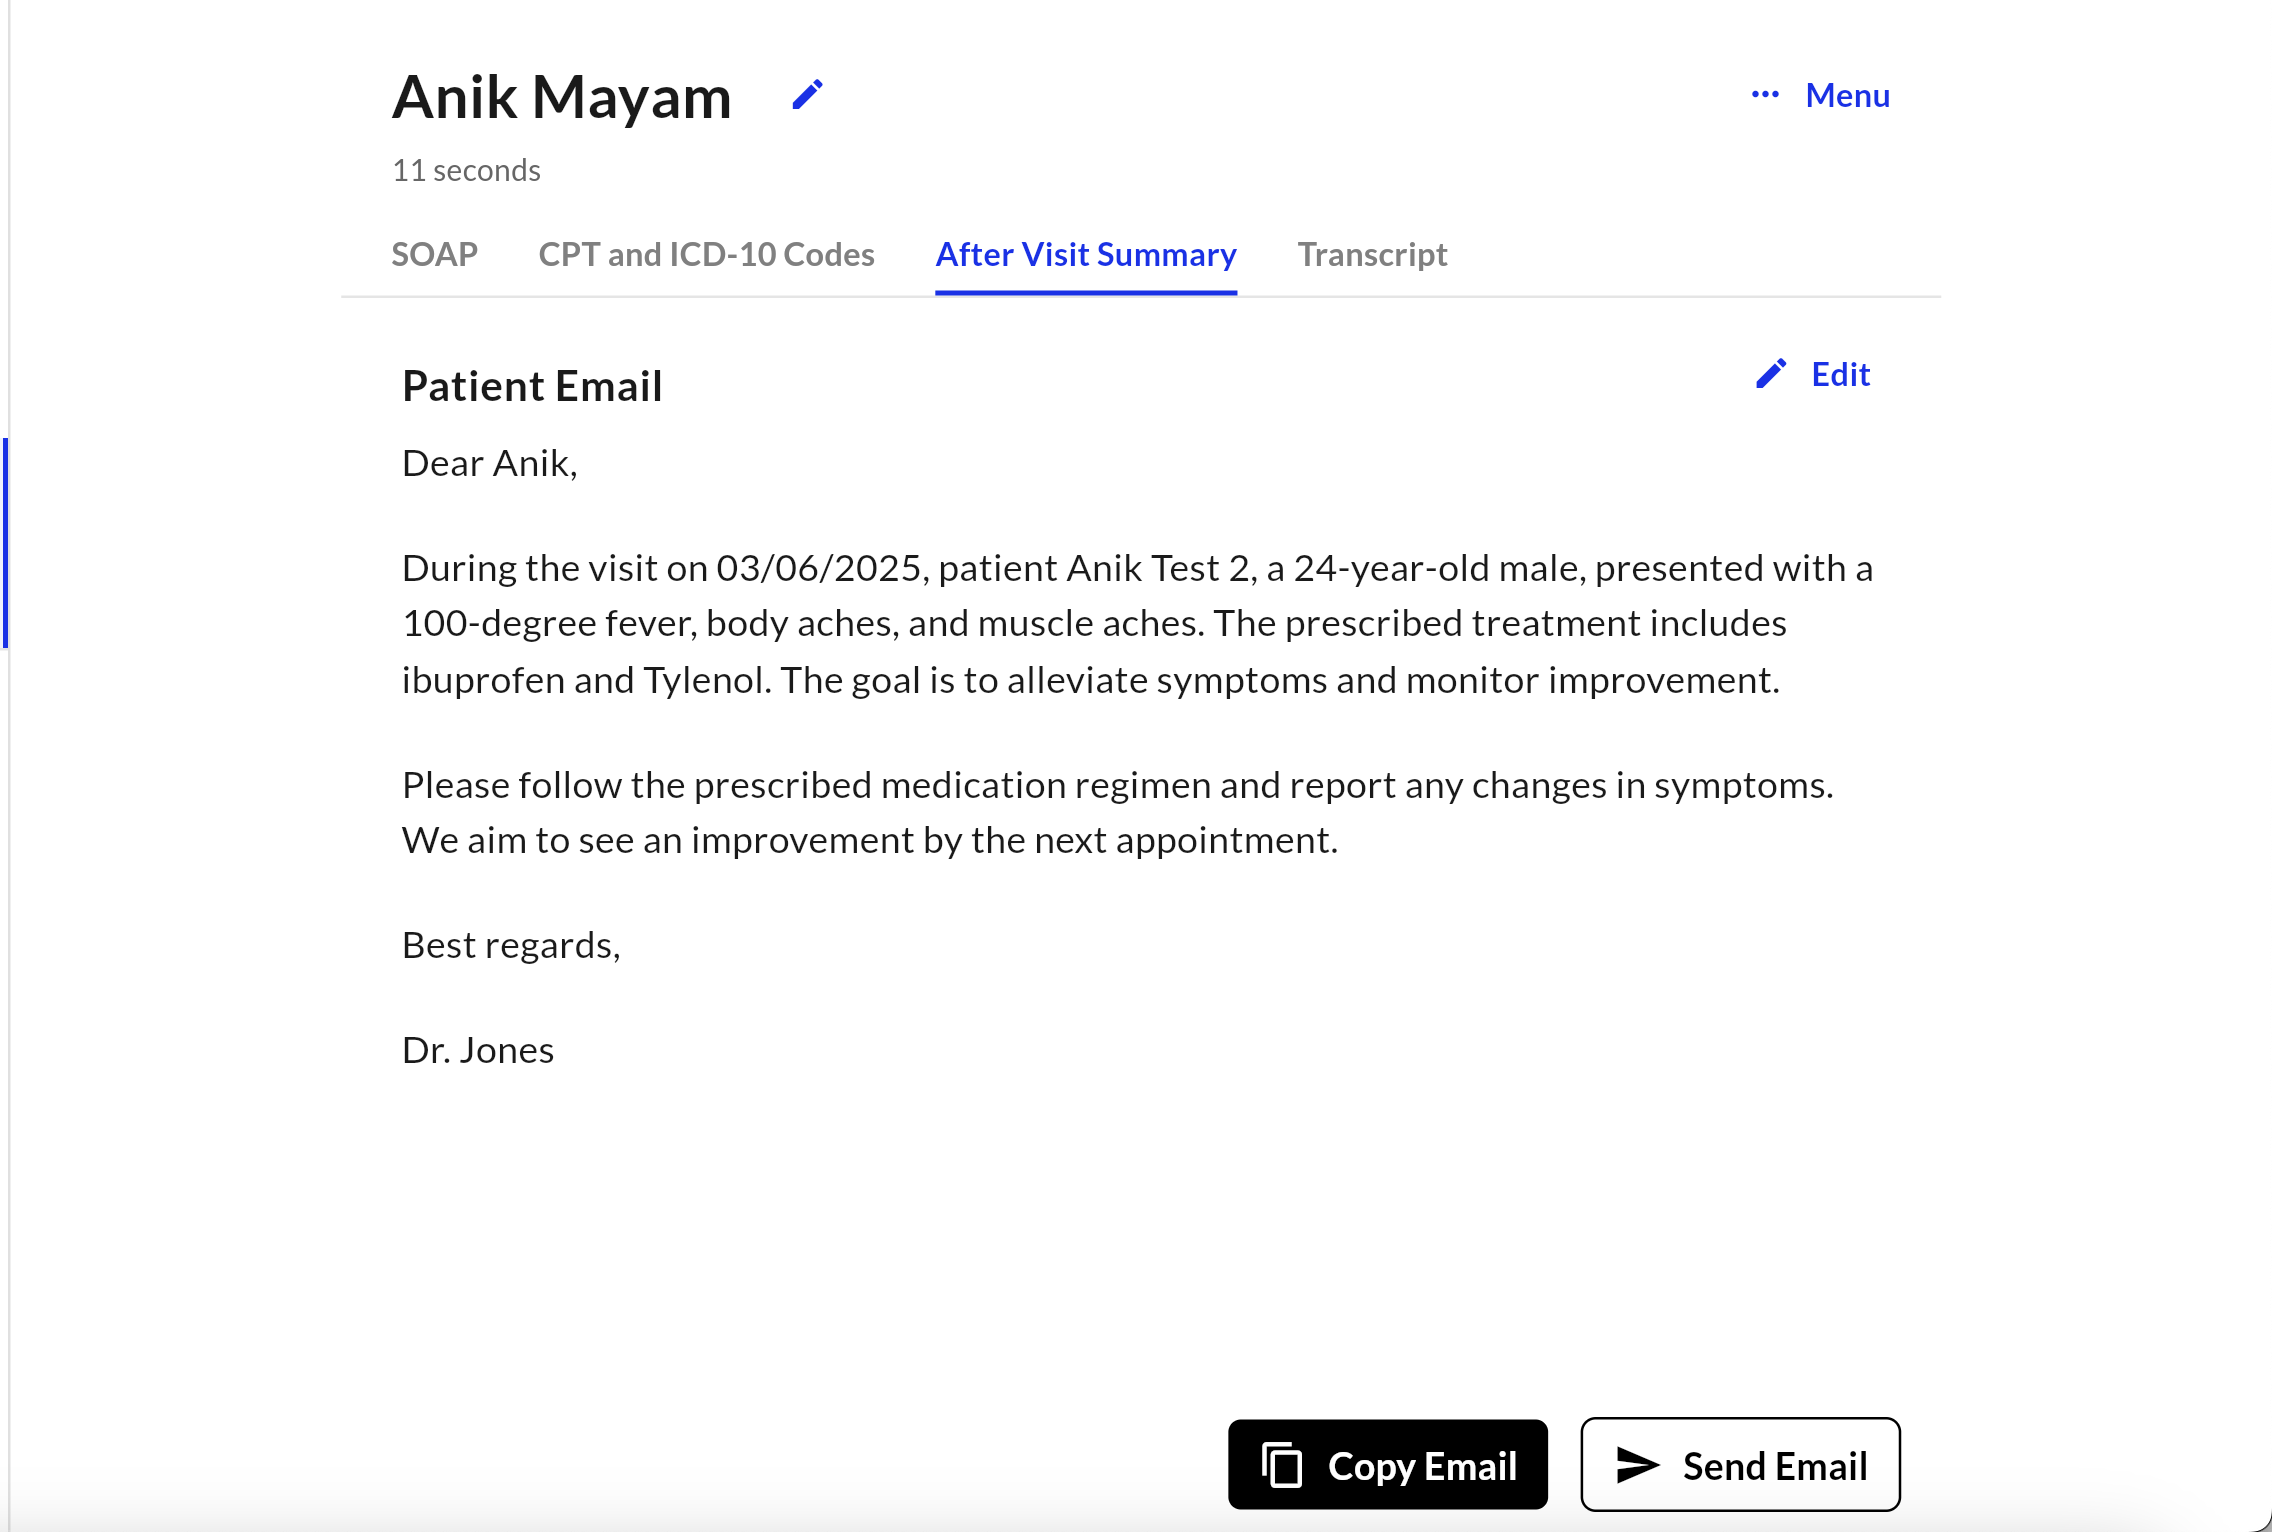 Anik Mayam
Menu
11 seconds
SOAP CPT and ICD-10 Codes After Visit Summary Transcript
Patient Email
Edit
Dear Anik,
During the visit on 03/06/2025, patient Anik Test 2, a 24-year-old male, presented with a
100-degree fever, body aches, and muscle aches. The prescribed treatment includes
ibuprofen and Tylenol. The goal is to alleviate symptoms and monitor improvement.
Please follow the prescribed medication regimen and report any changes in symptoms.
We aim to see an improvement by the next appointment.
Best regards,
Dr. Jones
Copy Email Send Email